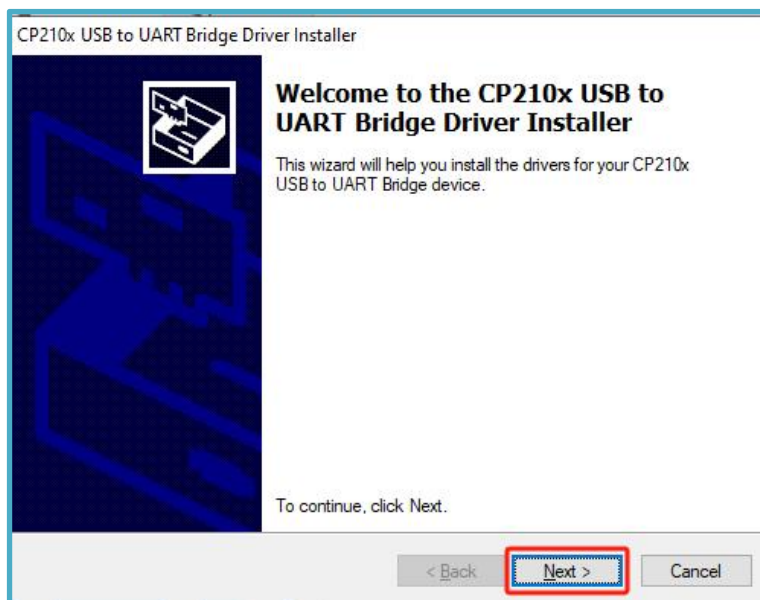 CP210x USB to UART Bridge Driver Installer
Welcome to the CP210x USB to
UART Bridge Driver Installer
This wizard will help you install the drivers for your CP210x
USB to UART Bridge device.
To continue, click Next.
< Back
Next >
Cancel